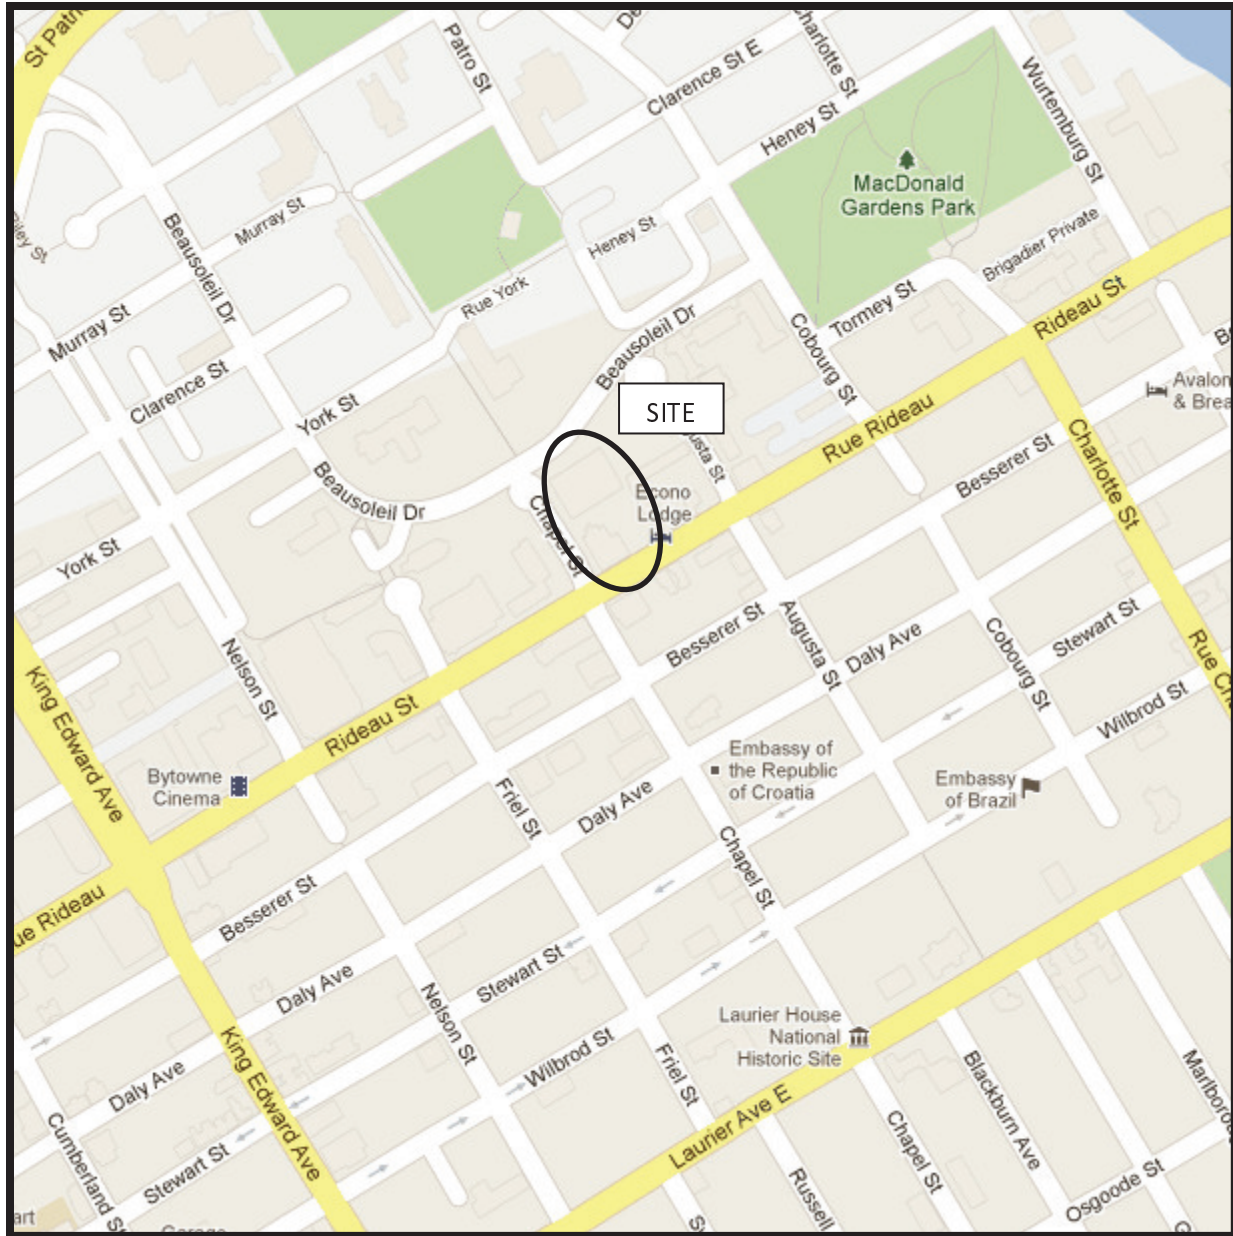 St Patri
Patro St
De
Charlotte St
Clarence St E
Heney St
Wurtemburg St
MacDonald
Gardens Park
Brigadier Private
Murray St
Beausoleil Dr
Heney St
Rue York
Tormey St
Rideau St
Murray St
Beausoleil Dr
Cobourg St
Clarence St
York St
SITE
Rue Rideau
Avalon
& Brea
Charlotte St
Besserer St
Beausoleil Dr
usta St
Econo
Lodge
Chapel St
York St
Besserer St
Augusta St
Daly Ave
Cobourg St
Stewart St
Rue Ch
Nelson St
King Edward Ave
Rideau St
Wilbrod St
Bytowne
Cinema
Embassy of
the Republic
of Croatia
Embassy
of Brazil
Friel St
Daly Ave
Chapel St
ue Rideau
Besserer St
Daly Ave
Stewart St
Nelson St
Laurier House
National
Historic Site
King Edward Ave
Wilbrod St
Friel St
Blackburn Ave
Marlboro
Daly Ave
Laurier Ave E
Chapel St
Cumberland S
Stewart St
Russell
Osgoode St
art